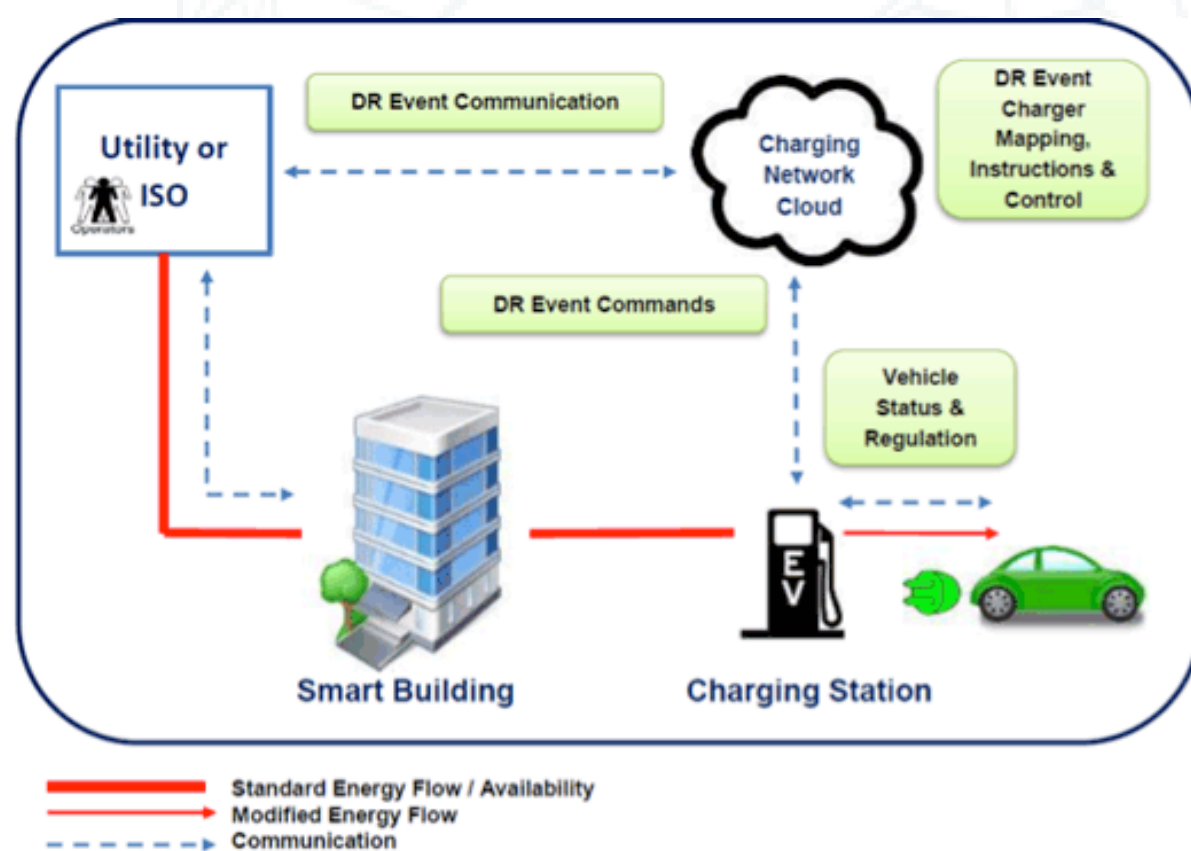 Utility or
ISO
Operators
DR Event Communication
Charging
Network
Cloud
DR Event
Charger
Mapping,
Instructions &
Control
DR Event Commands
Vehicle
Status &
Regulation
EV
Smart Building
Charging Station
Standard Energy Flow / Availability
Modified Energy Flow
Communication